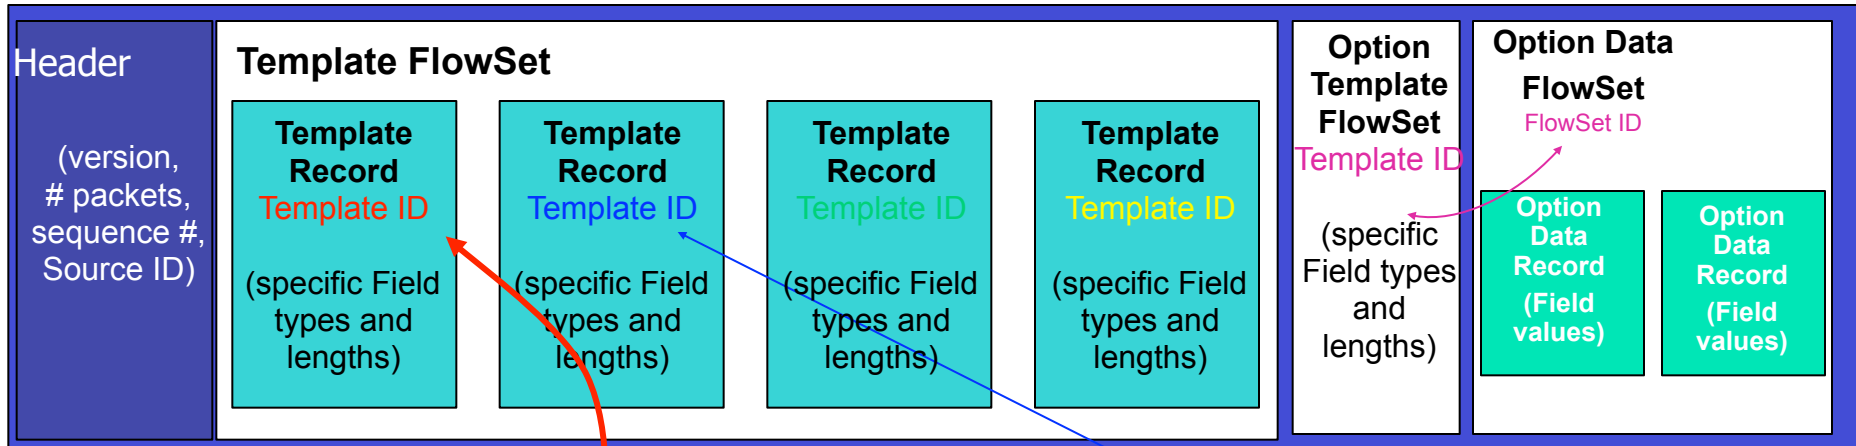 Header
(version,
# packets,
sequence #,
Source ID)
Template FlowSet
Template
Record
Template ID
(specific Field
types and
lengths)
Template
Record
Template ID
(specific Field
types and
lengths)
Template
Record
Template ID
(specific Field
types and
lengths)
Template
Record
Template ID
(specific Field
types and
lengths)
Option
Template
FlowSet
Template ID
(specific
Field types
and
lengths)
Option Data
FlowSet
FlowSet ID
Option
Data
Record
(Field
values)
Option
Data
Record
(Field
values)